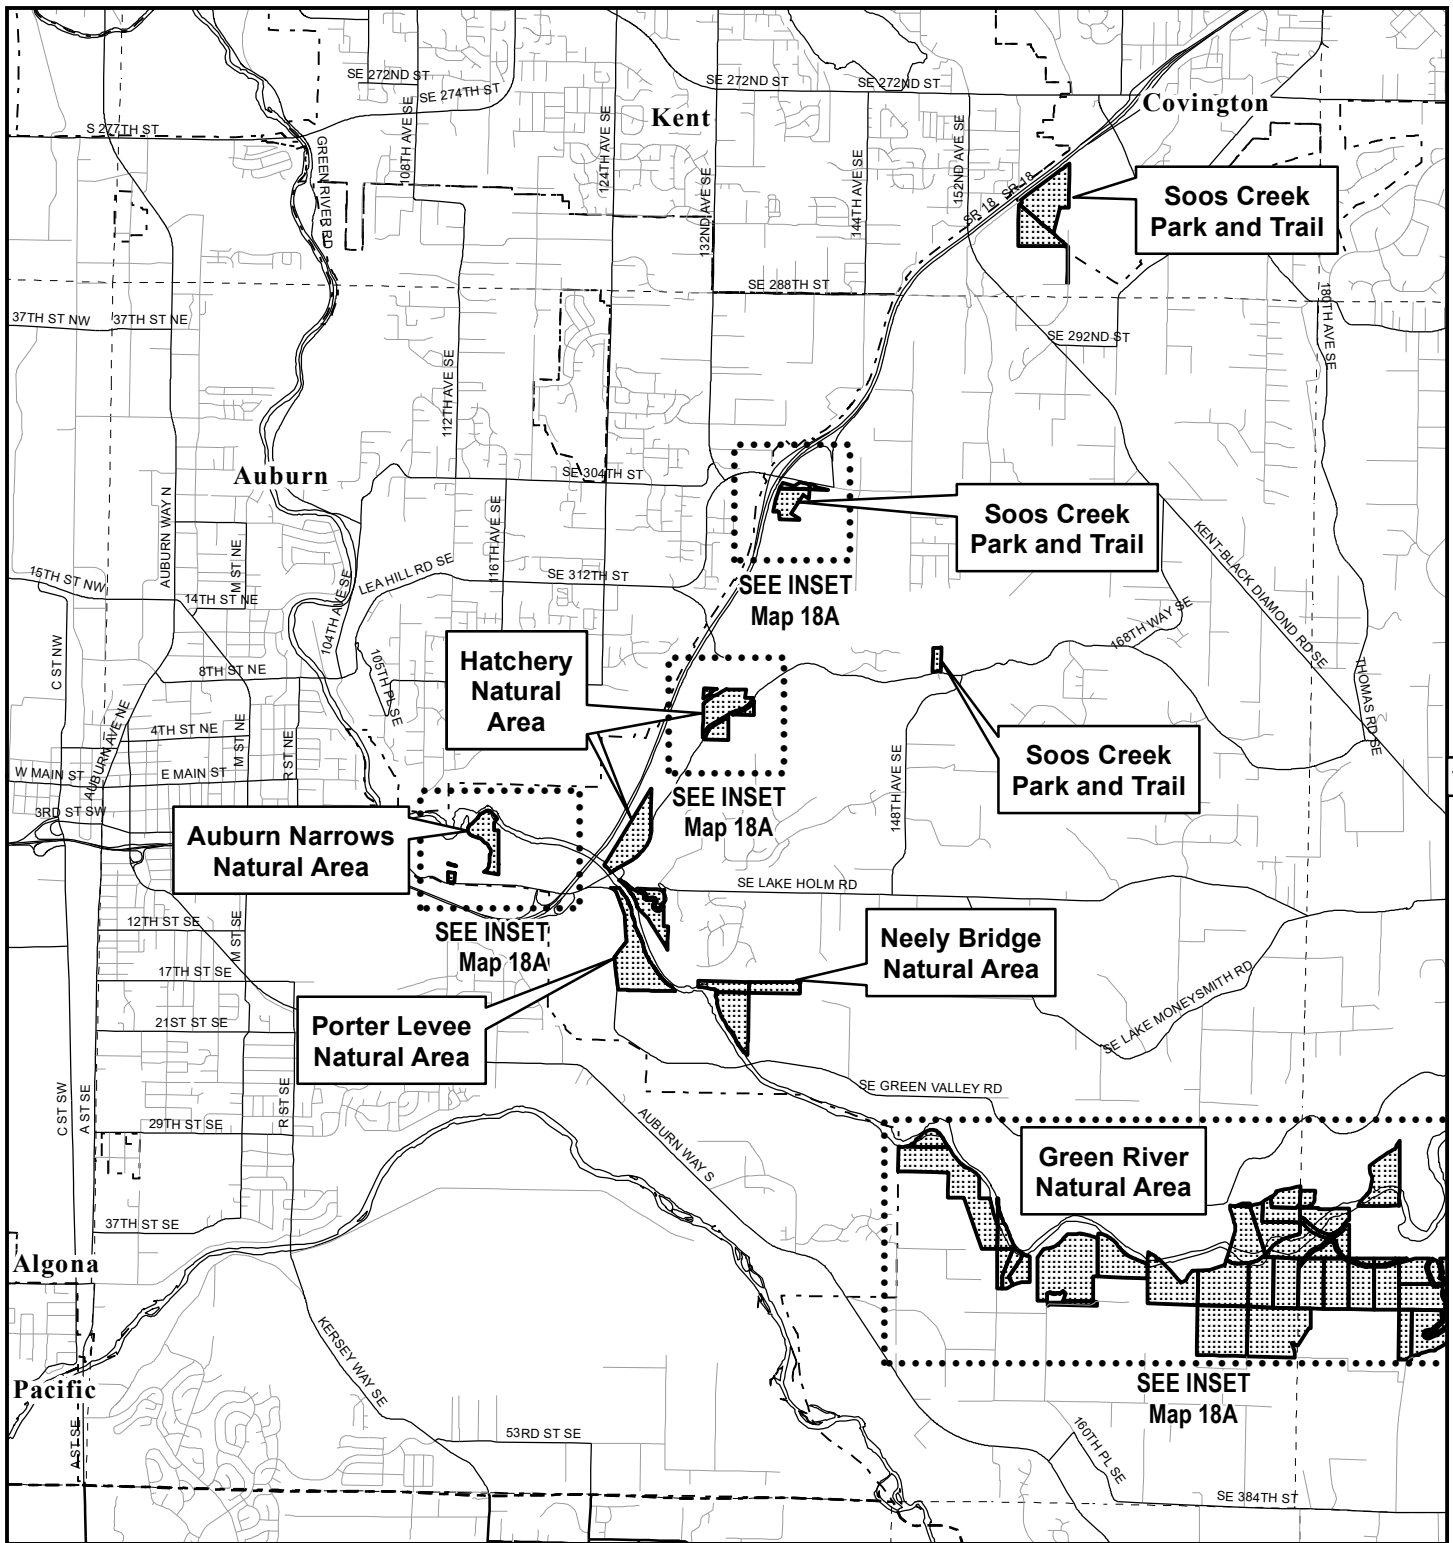 SE 272ND ST
SE 274TH ST
SE 272ND ST
SE 272ND ST
Kent
Covington
S 277TH ST
GREEN RIVER RD
108TH AVE SE
124TH AVE SE
132ND AVE SE
144TH AVE SE
152ND AVE SE
SR 18
SR 18
Soos Creek
Park and Trail
SE 288TH ST
180TH AVE SE
37TH ST NW
37TH ST NE
SE 292ND ST
112TH AVE SE
Auburn
SE 304TH ST
AUBURN WAY N
M ST NE
116TH AVE SE
Soos Creek
Park and Trail
KENT-BLACK DIAMOND RD SE
15TH ST NW
14TH ST NE
104TH AVE SE
LEA HILL RD SE
SE 312TH ST
SEE INSET
Map 18A
168TH WAY SE
C ST NW
8TH ST NE
105TH PL SE
Hatchery
Natural
Area
THOMAS RD SE
AUBURN AVE NE
4TH ST NE
M ST NE
R ST NE
Soos Creek
Park and Trail
W MAIN ST
E MAIN ST
148TH AVE SE
SEE INSET
Map 18A
3RD ST SW
Auburn Narrows
Natural Area
SE LAKE HOLM RD
12TH ST SE
M ST SE
SEE INSET
Map 18A
Neely Bridge
Natural Area
17TH ST SE
SE LAKE MONEYSMITH RD
21ST ST SE
Porter Levee
Natural Area
C ST SW
A ST SE
R ST SE
SE GREEN VALLEY RD
29TH ST SE
AUBURN WAY S
Green River
Natural Area
37TH ST SE
Algona
KERSEY WAY SE
Pacific
SEE INSET
Map 18A
A ST SE
53RD ST SE
160TH PL SE
SE 384TH ST